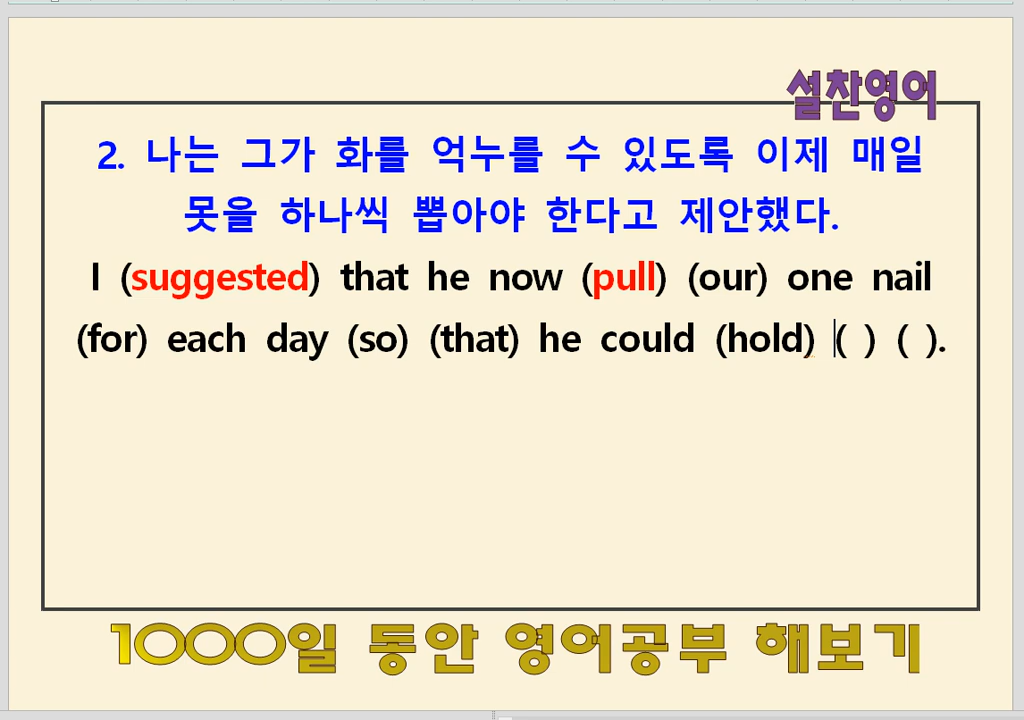 설찬영어
2. 나는 그가 화를 억누를 수 있도록 이제 매일
못을 하나씩 뽑아야 한다고 제안했다.
I (suggested) that he now (pull) (our) one nail
(for) each day (so) (that) he could (hold) ( ) ( ).
1000일 동안 영어공부 해보기